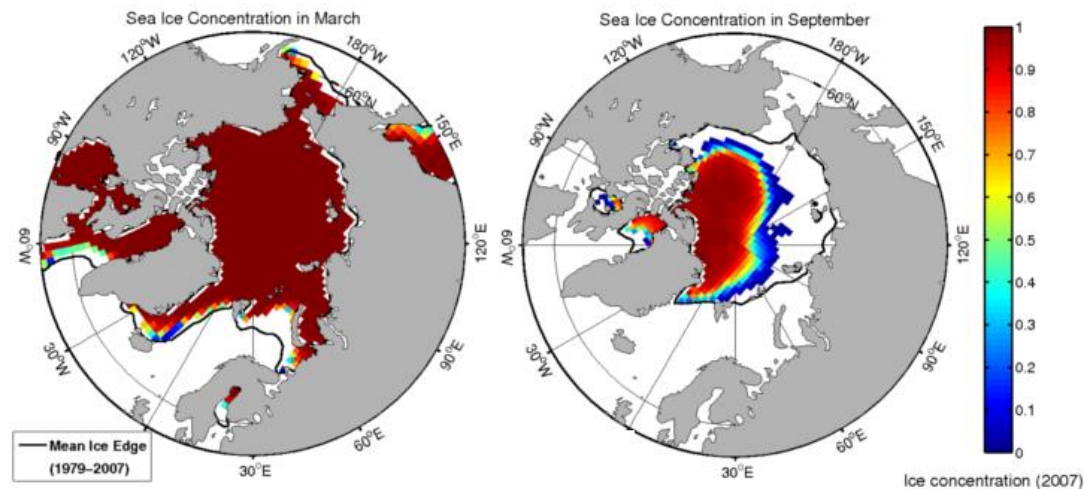 Sea Ice Concentration in March
Sea Ice Concentration in September
120°W
180°W
60°N
150°E
90°W
120°E
60°W
90°E
30°W
60°E
30°E
Mean Ice Edge
(1979–2007)
120°W
180°W
60°N
150°E
90°W
120°E
60°W
90°E
30°W
60°E
30°E
1
0.9
0.8
0.7
0.6
0.5
0.4
0.3
0.2
0.1
0
Ice concentration (2007)